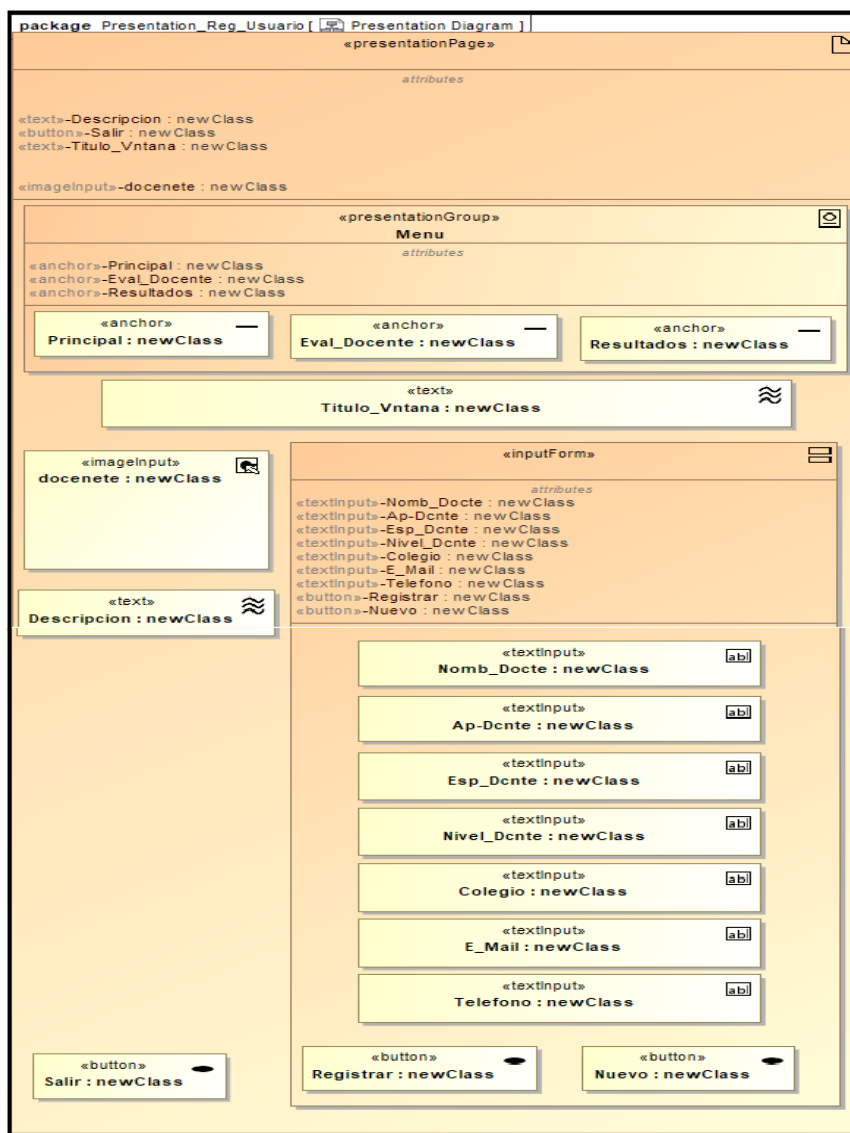 package Presentation_Reg_Usuario [ Presentation Diagram ]
«presentationPage»
attributes
«text»-Descripcion : newClass
«button»-Salir : newClass
«text»-Titulo_Vntana : newClass
«imageInput»-docenete : newClass
«presentationGroup»
Menu
attributes
«anchor»-Principal : newClass
«anchor»-Eval_Docente : newClass
«anchor»-Resultados : newClass
«anchor»
Principal : newClass
«anchor»
Eval_Docente : newClass
«anchor»
Resultados : newClass
«text»
Titulo_Vntana : newClass
«imageInput»
docenete : newClass
«text»
Descripcion : newClass
«inputForm»
attributes
«textInput»-Nomb_Docte : newClass
«textInput»-Ap-Dcnte : newClass
«textInput»-Esp_Dcnte : newClass
«textInput»-Nivel_Dcnte : newClass
«textInput»-Colegio : newClass
«textInput»-E_Mail : newClass
«textInput»-Telefono : newClass
«button»-Registrar : newClass
«button»-Nuevo : newClass
«textInput»
abl
Nomb_Docte : newClass
«textInput»
abl
Ap-Dcnte : newClass
«textInput»
abl
Esp_Dcnte : newClass
«textInput»
abl
Nivel_Dcnte : newClass
«textInput»
abl
Colegio : newClass
«textInput»
abl
E_Mail : newClass
«textInput»
abl
Telefono : newClass
«button»
Salir : newClass
«button»
Registrar : newClass
«button»
Nuevo : newClass